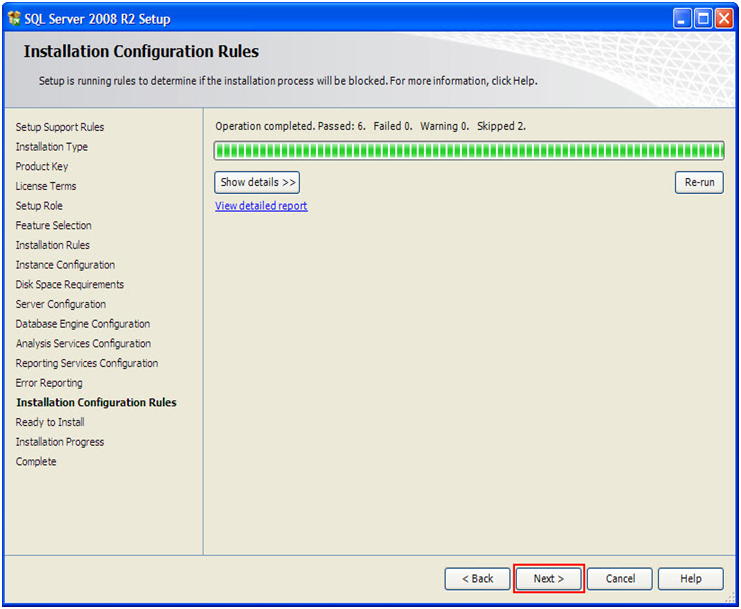 SQL Server 2008 R2 Setup
Installation Configuration Rules
Setup is running rules to determine if the installation process will be blocked. For more information, click Help.
Setup Support Rules
Installation Type
Product Key
License Terms
Setup Role
Feature Selection
Installation Rules
Instance Configuration
Disk Space Requirements
Server Configuration
Database Engine Configuration
Analysis Services Configuration
Reporting Services Configuration
Error Reporting
Installation Configuration Rules
Ready to Install
Installation Progress
Complete
Operation completed. Passed: 6. Failed 0. Warning 0. Skipped 2.
Show details >> Re-run
View detailed report
< Back Next > Cancel Help